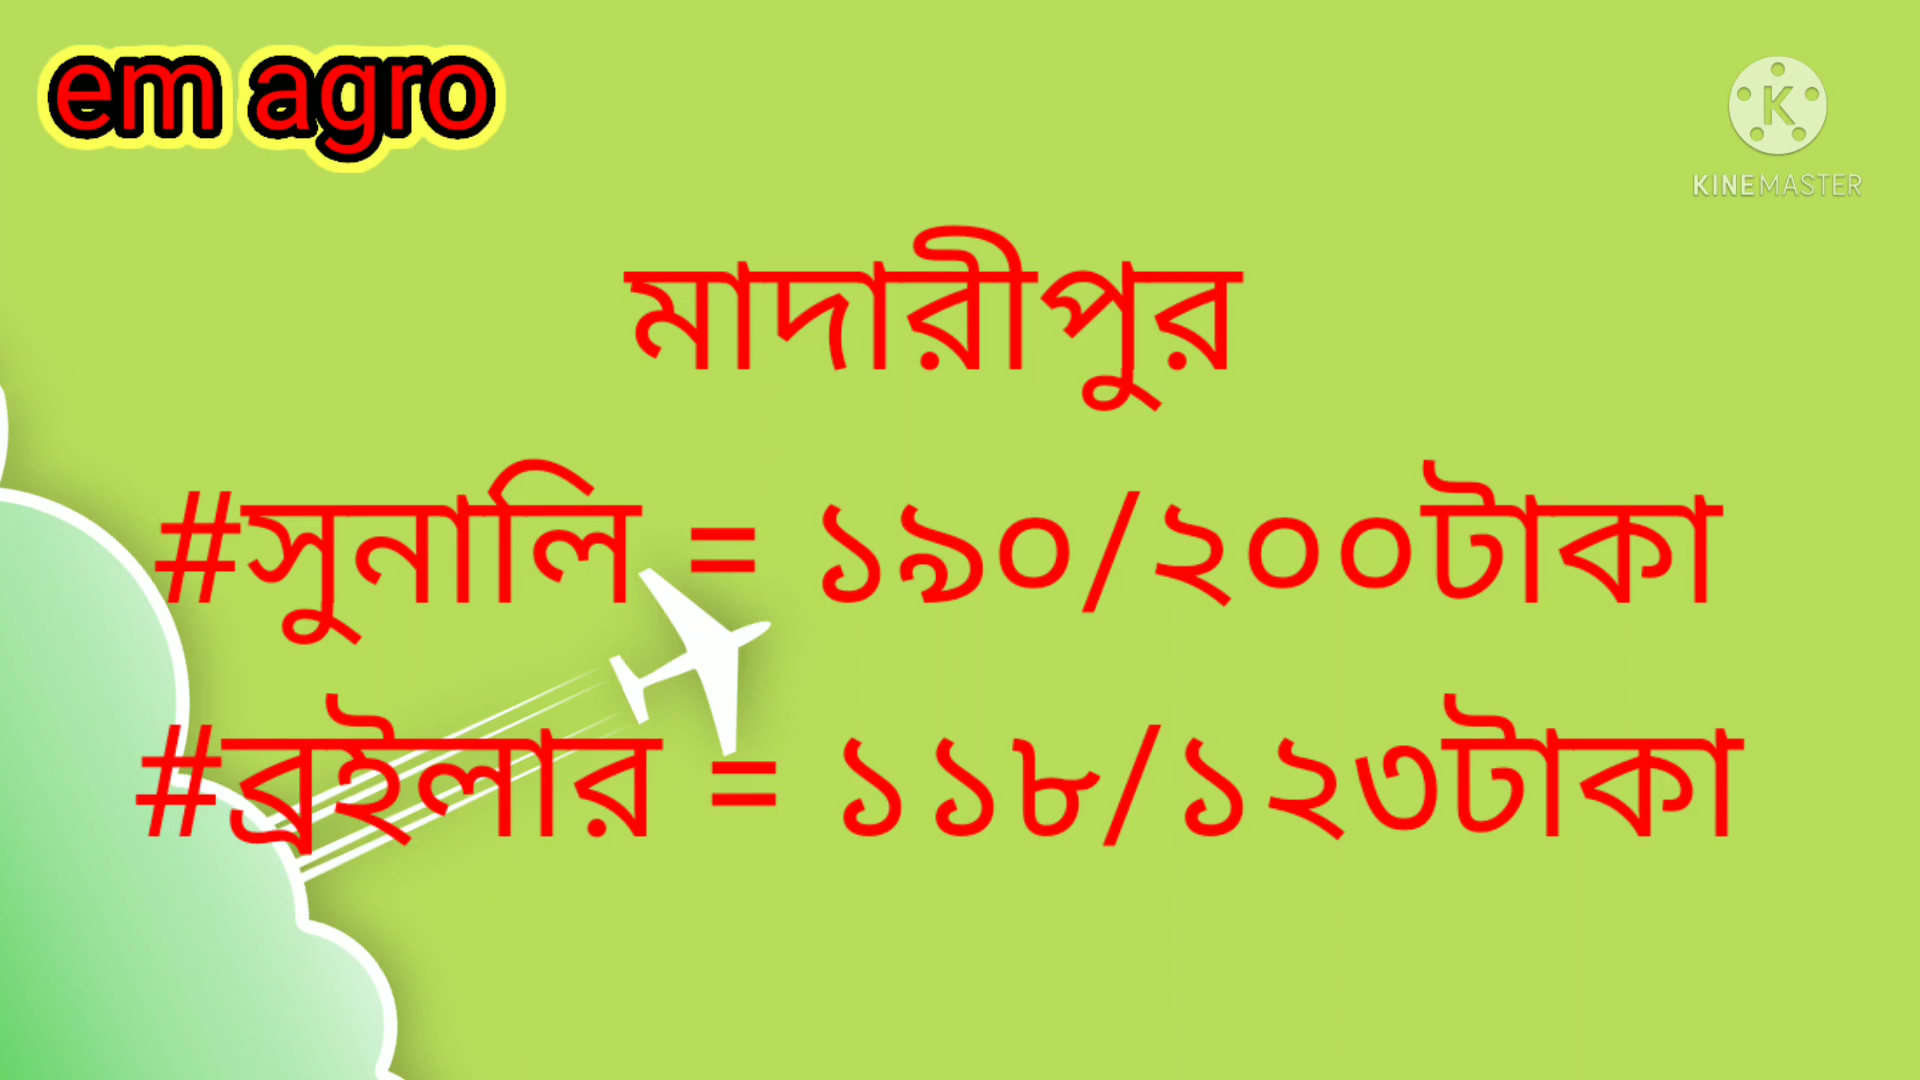 em agro
KINEMASTER
মাদারীপুর
#সুনালি = ১৯০/২০০টাকা
#ব্রইলার = ১১৮/১২৩টাকা